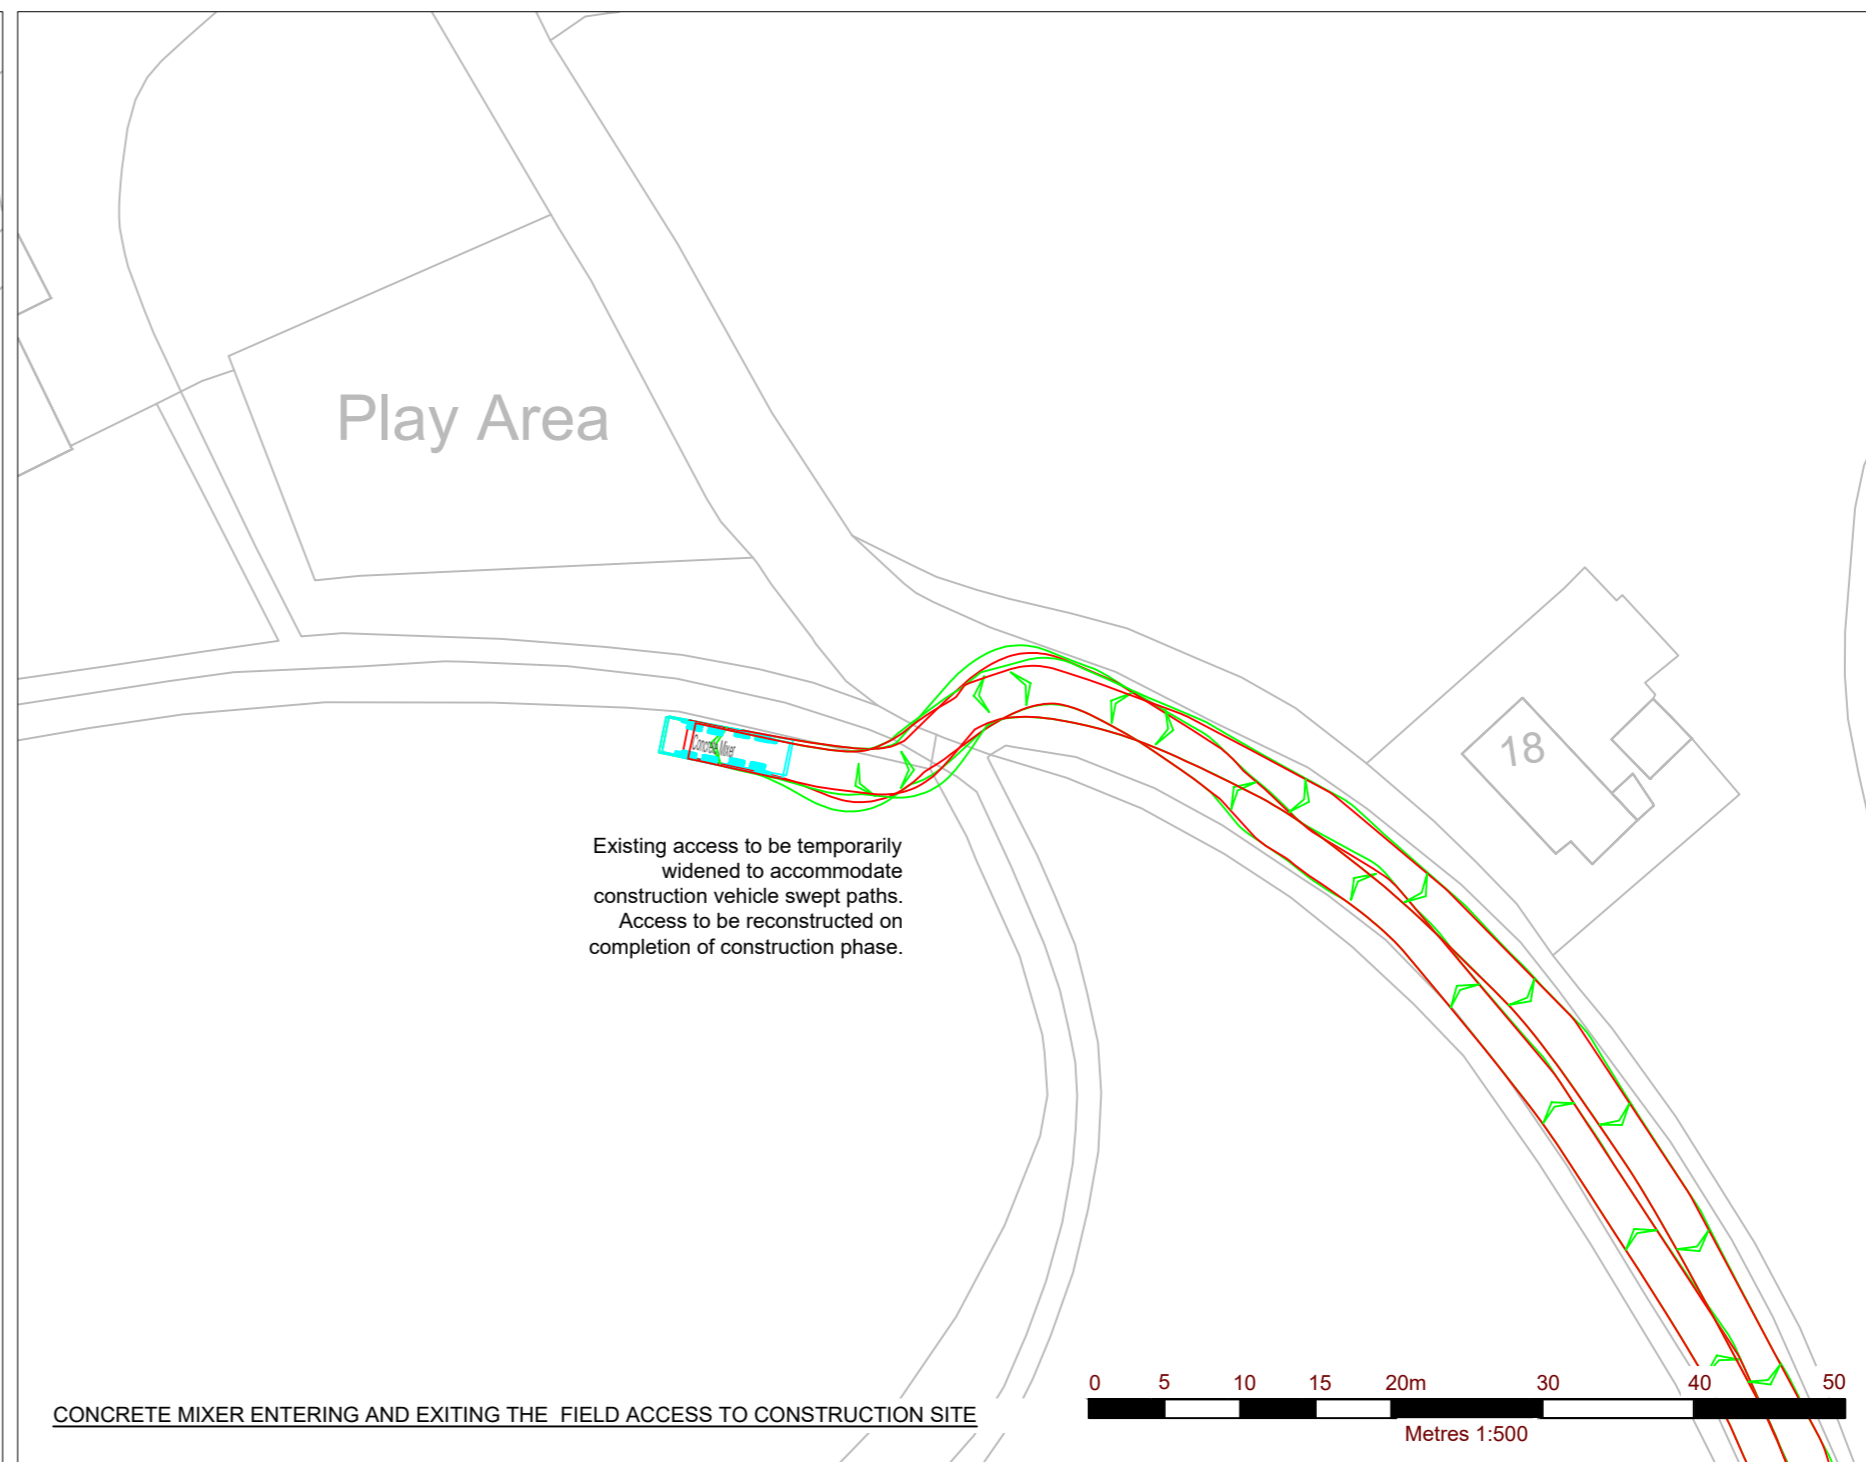 Play Area
18
Concrete Mixer
Existing access to be temporarily
widened to accommodate
construction vehicle swept paths.
Access to be reconstructed on
completion of construction phase.
0 5 10 15 20m 30 40 50
Metres 1:500
CONCRETE MIXER ENTERING AND EXITING THE FIELD ACCESS TO CONSTRUCTION SITE